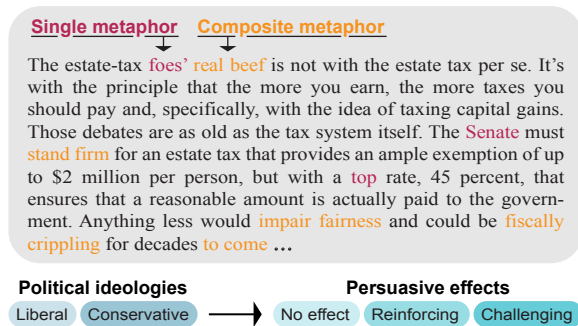 Single metaphor Composite metaphor
The estate-tax foes’ real beef is not with the estate tax per se. It’s
with the principle that the more you earn, the more taxes you
should pay and, specifically, with the idea of taxing capital gains.
Those debates are as old as the tax system itself. The Senate must
stand firm for an estate tax that provides an ample exemption of up
to $2 million per person, but with a top rate, 45 percent, that
ensures that a reasonable amount is actually paid to the govern-
ment. Anything less would impair fairness and could be fiscally
crippling for decades to come ...
Political ideologies Persuasive effects
Liberal Conservative No effect Reinforcing Challenging